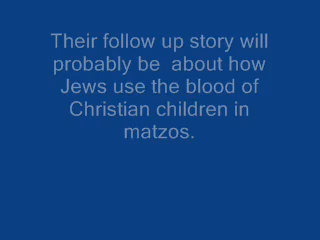 Their follow up story will
probably be  about how
Jews use the blood of
Christian children in
matzos.